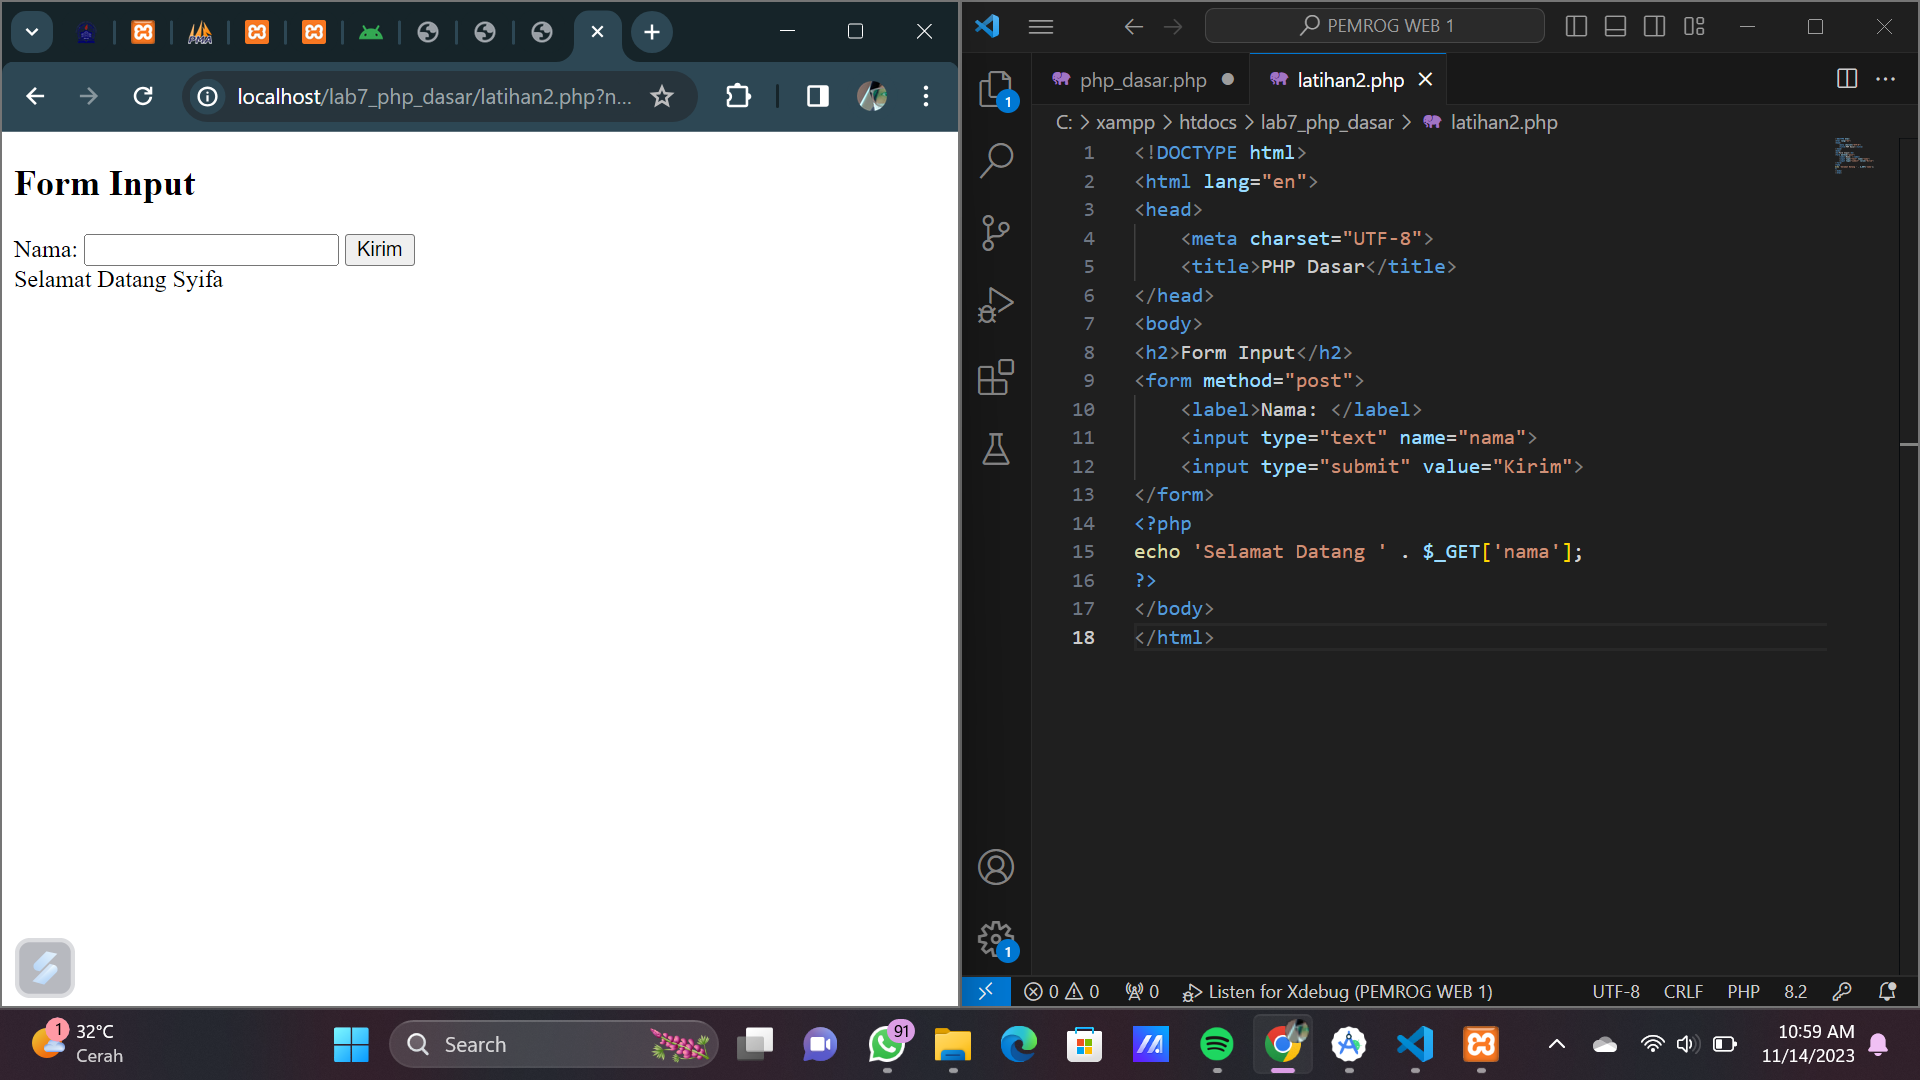 localhost/lab7_php_dasar/latihan2.php?n...
Form Input
Nama: Kirim
Selamat Datang Syifa
PEMROG WEB 1
php_dasar.php
latihan2.php
1
C: > xampp > htdocs > lab7_php_dasar > latihan2.php
1 <!DOCTYPE html>
2 <html lang="en">
3 <head>
4 <meta charset="UTF-8">
5 <title>PHP Dasar</title>
6 </head>
7 <body>
8 <h2>Form Input</h2>
9 <form method="post">
10 <label>Nama: </label>
11 <input type="text" name="nama">
12 <input type="submit" value="Kirim">
13 </form>
14 <?php
15 echo 'Selamat Datang ' . $_GET['nama'];
16 ?>
17 </body>
18 </html>
1
0 0 0 Listen for Xdebug (PEMROG WEB 1) UTF-8 CRLF PHP 8.2
1
32°C
Cerah
Search
91
10:59 AM
11/14/2023